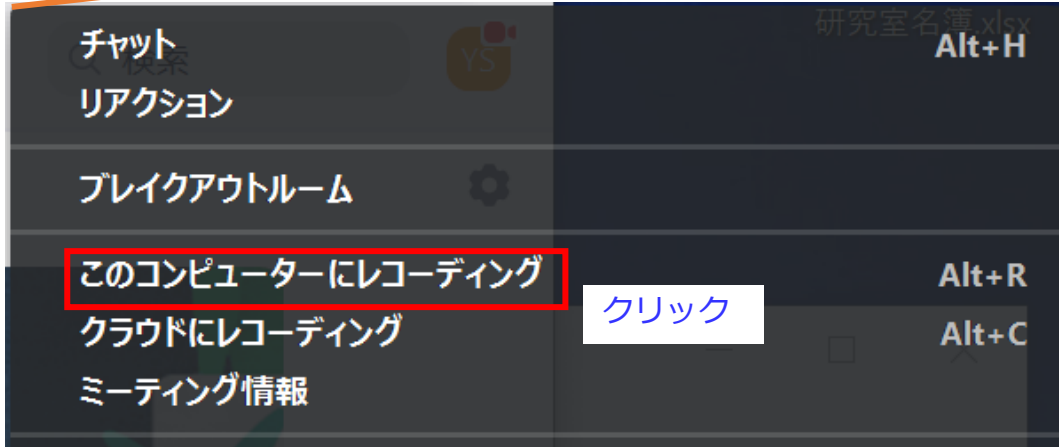 研究室名簿.xlsx
チャット Alt+H
検索 YS
リアクション
ブレイクアウトルーム
このコンピューターにレコーディング Alt+R
クリック
クラウドにレコーディング Alt+C
ミーティング情報